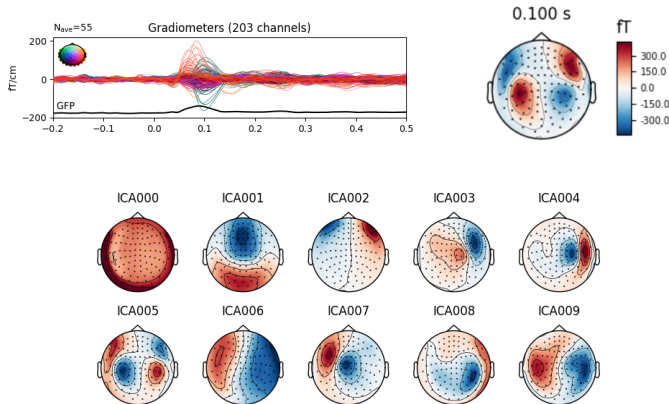 N_ave=55
Gradiometers (203 channels)
200
0
−200
fT/cm
GFP
−0.2
−0.1
0.0
0.1
0.2
0.3
0.4
0.5
0.100 s
fT
300.0
150.0
0.0
-150.0
-300.0
ICA000
ICA001
ICA002
ICA003
ICA004
ICA005
ICA006
ICA007
ICA008
ICA009